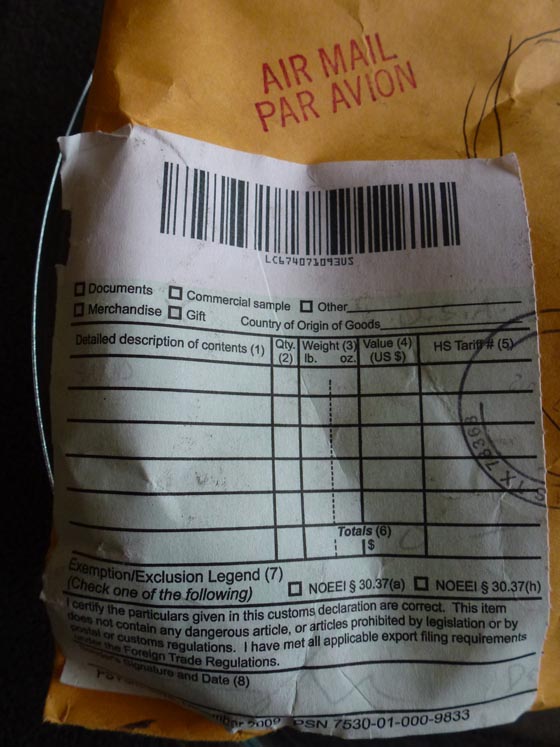 AIR MAIL
PAR AVION
LC674071093US
Documents Commercial sample Other
Merchandise Gift Country of Origin of Goods
Detailed description of contents (1) Qty. (2) Weight (3) lb. oz. Value (4) (US $) HS Tariff # (5)
Totals (6)
$
Exemption/Exclusion Legend (7)
(Check one of the following) NOEEI § 30.37(a) NOEEI § 30.37(h)
I certify the particulars given in this customs declaration are correct. This item
does not contain any dangerous article, or articles prohibited by legislation or by
postal or customs regulations. I have met all applicable export filing requirements
under the Foreign Trade Regulations.
Signature and Date (8)
2009 PSN 7530-01-000-9833
TX 78368